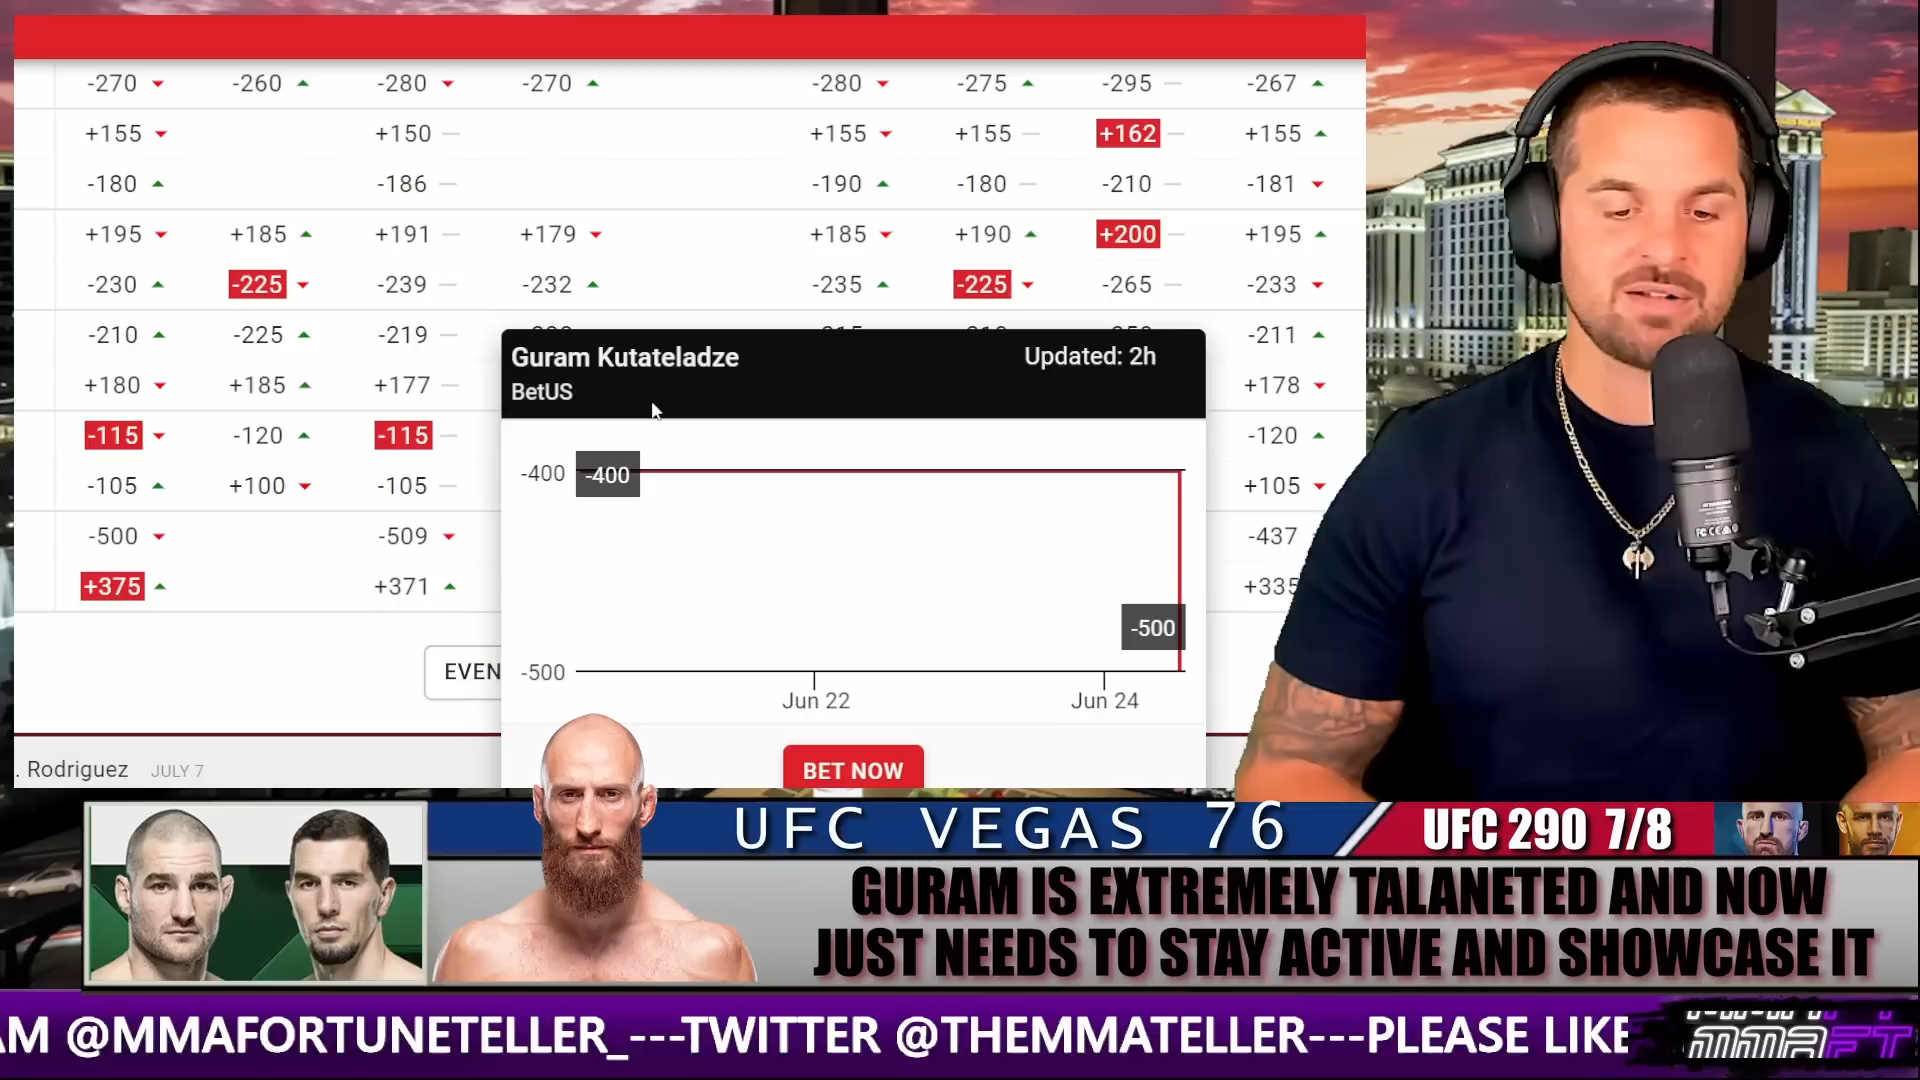 -270 -260 -280 -270 -280 -275 -295 -267
+155 +150 +155 +155 +162 +155
-180 -186 -190 -180 -210 -181
+195 +185 +191 +179 +185 +190 +200 +195
-230 -225 -239 -232 -235 -225 -265 -233
-210 -225 -219 -211
+180 +185 +177 +178
-115 -120 -115 -120
-105 +100 -105 +105
-500 -509 -437
+375 +371 +335
Guram Kutateladze Updated: 2h
BetUS
-400 -400
-500
-500
Jun 22 Jun 24
EVEN
BET NOW
. Rodriguez JULY 7
UFC VEGAS 76 UFC 290 7/8
GURAM IS EXTREMELY TALANETED AND NOW
JUST NEEDS TO STAY ACTIVE AND SHOWCASE IT
AM @MMAFORTUNETELLER_---TWITTER @THEMMATELLER---PLEASE LIKE
MMAFT